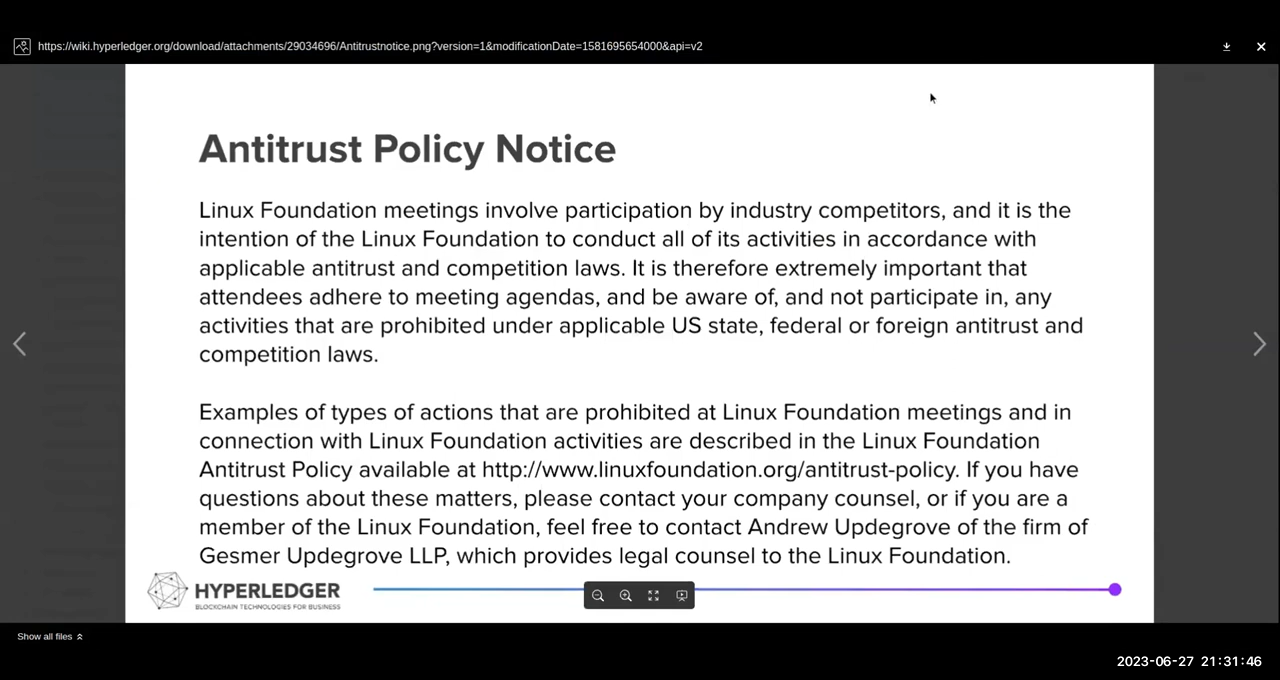 https://wiki.hyperledger.org/download/attachments/29034696/Antitrustnotice.png?version=1&modificationDate=1581695654000&api=v2
Antitrust Policy Notice
Linux Foundation meetings involve participation by industry competitors, and it is the
intention of the Linux Foundation to conduct all of its activities in accordance with
applicable antitrust and competition laws. It is therefore extremely important that
attendees adhere to meeting agendas, and be aware of, and not participate in, any
activities that are prohibited under applicable US state, federal or foreign antitrust and
competition laws.
Examples of types of actions that are prohibited at Linux Foundation meetings and in
connection with Linux Foundation activities are described in the Linux Foundation
Antitrust Policy available at http://www.linuxfoundation.org/antitrust-policy. If you have
questions about these matters, please contact your company counsel, or if you are a
member of the Linux Foundation, feel free to contact Andrew Updegrove of the firm of
Gesmer Updegrove LLP, which provides legal counsel to the Linux Foundation.
HYPERLEDGER
BLOCKCHAIN TECHNOLOGIES FOR BUSINESS
Show all files
2023-06-27 21:31:46